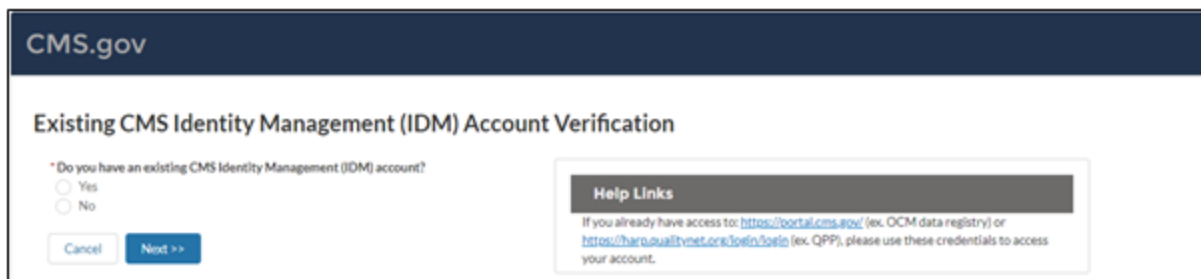 CMS.gov
Existing CMS Identity Management (IDM) Account Verification
*Do you have an existing CMS Identity Management (IDM) account?
Yes
No
Cancel
Next >>
Help Links
If you already have access to: https://portal.cms.gov/ (ex. OCM data registry) or
https://harp.qualitynet.org/login/login (ex. QPP), please use these credentials to access
your account.